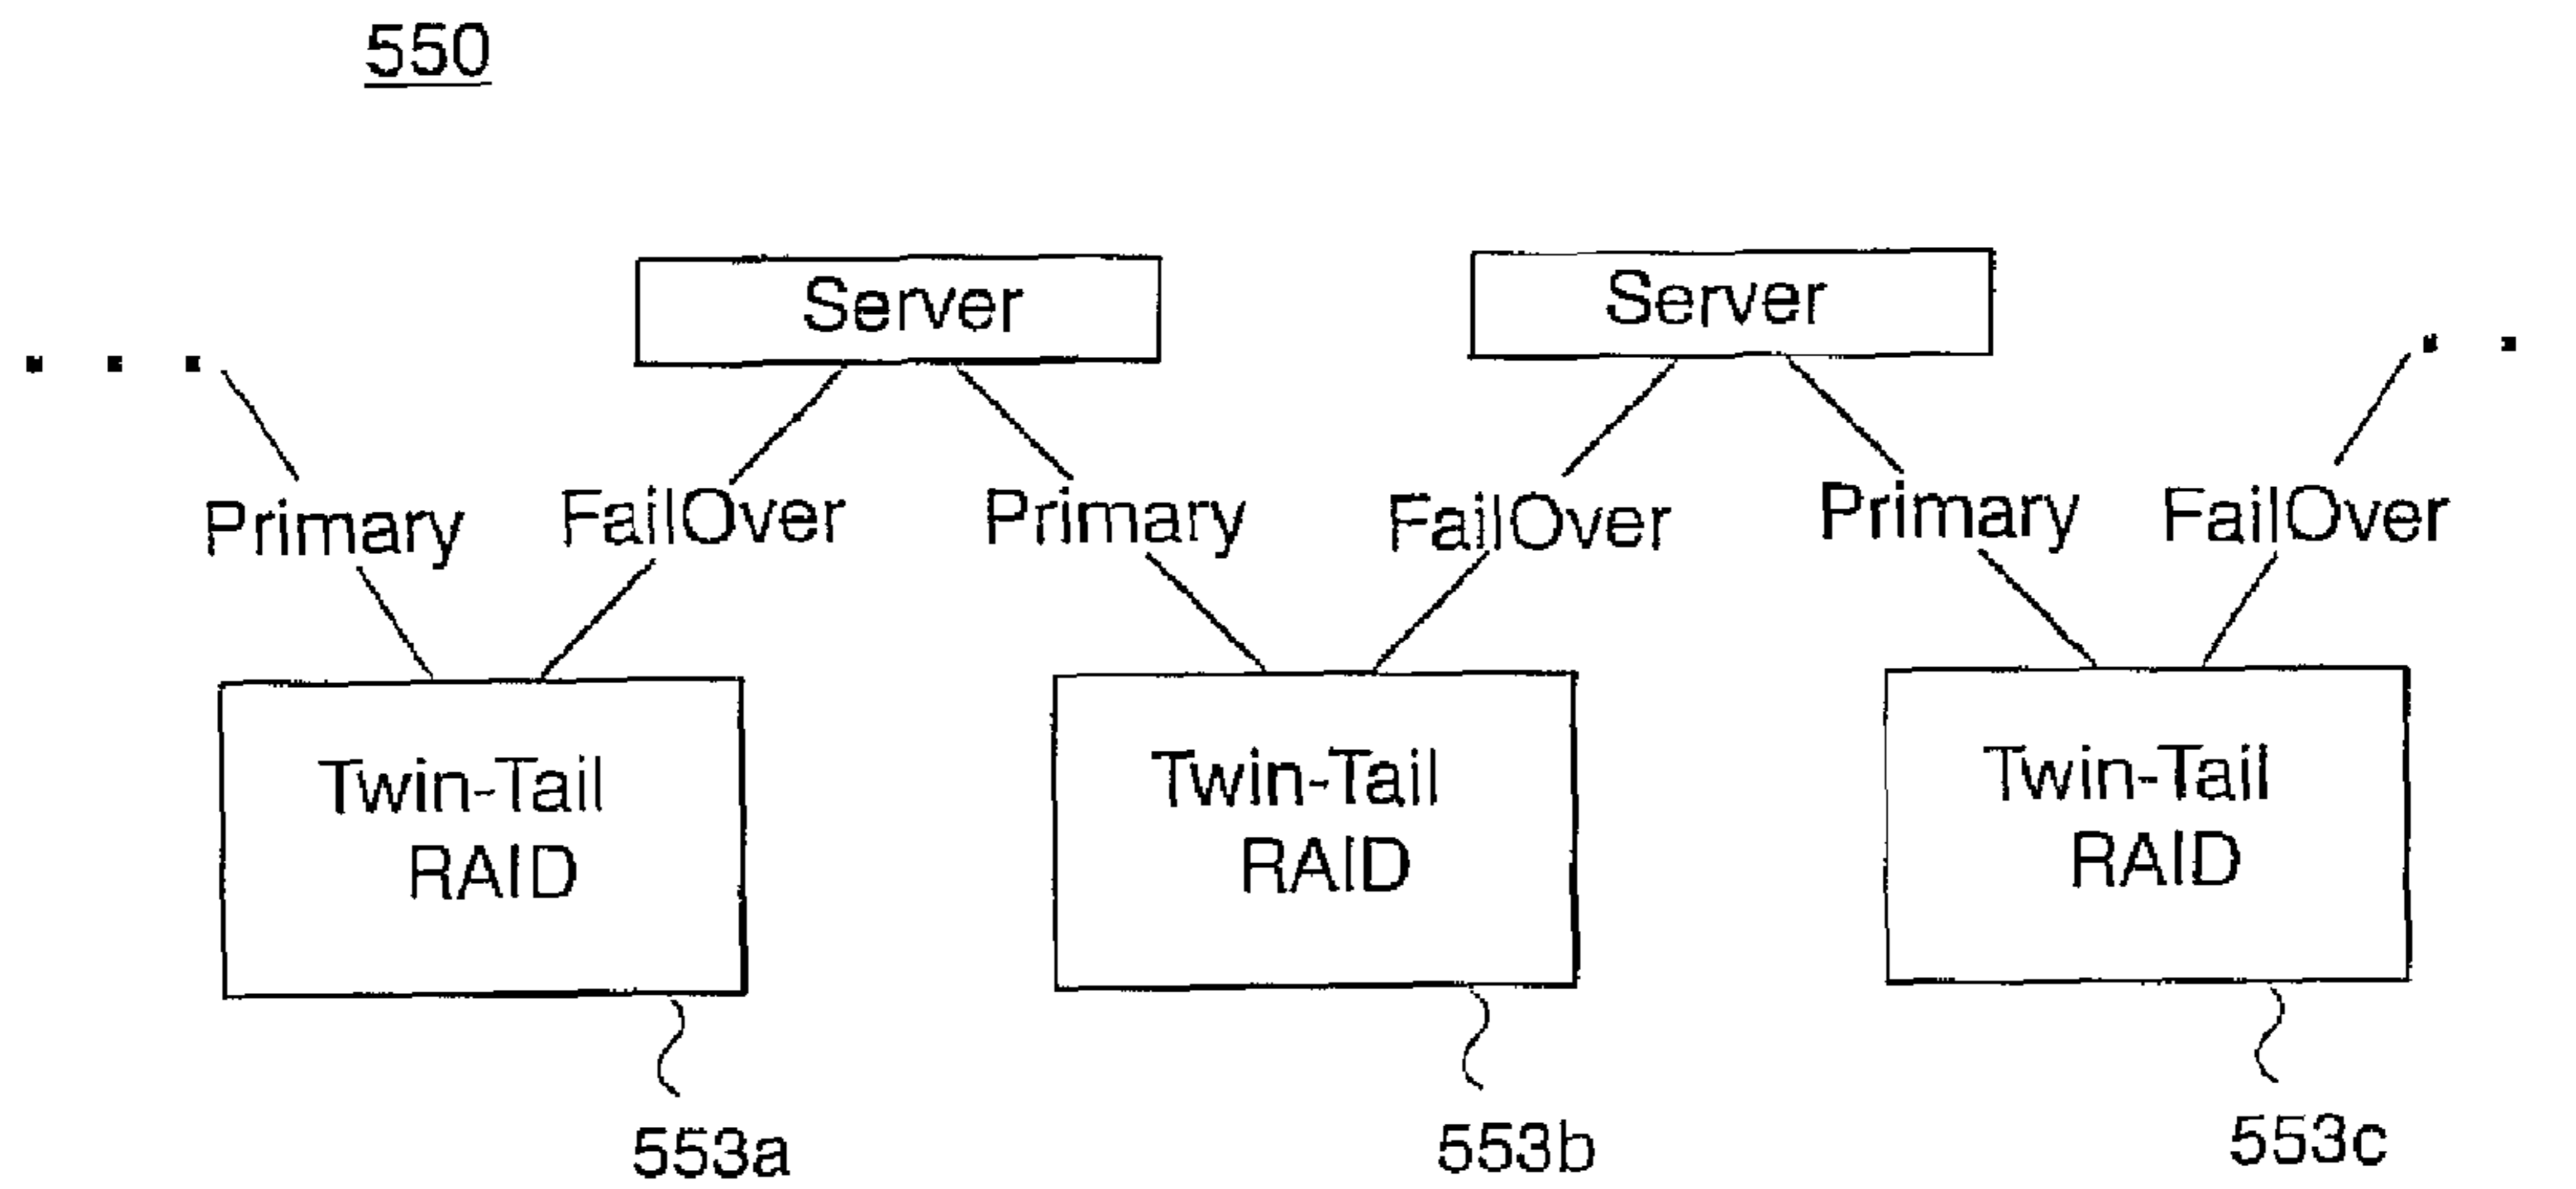 550
Server
Server
Primary
FailOver
Primary
FailOver
Primary
FailOver
Twin-Tail
RAID
Twin-Tail
RAID
Twin-Tail
RAID
553a
553b
553c